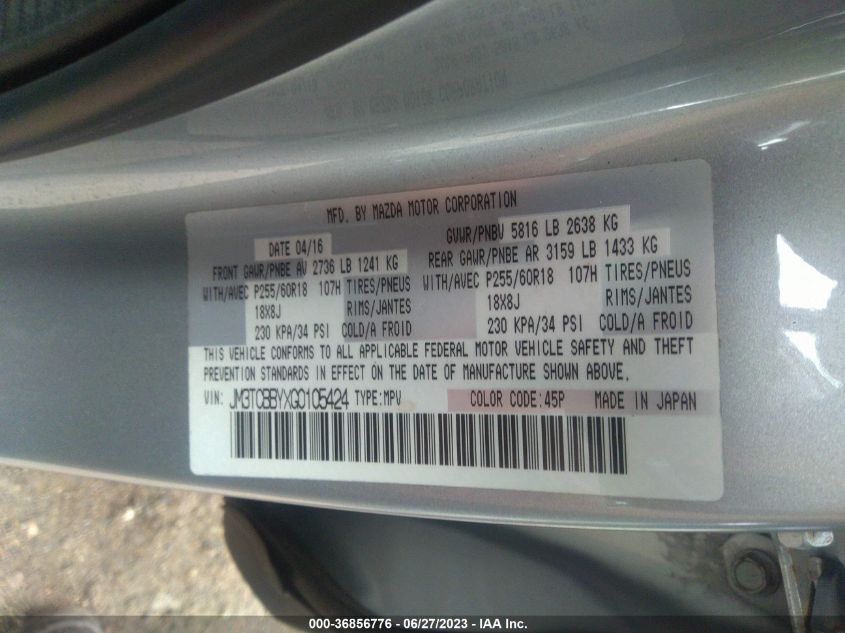 MFD. BY MAZDA MOTOR CORPORATION
DATE 04/16 GVWR/PNBV 5816 LB 2638 KG
FRONT GAWR/PNBE AV 2736 LB 1241 KG REAR GAWR/PNBE AR 3159 LB 1433 KG
WITH/AVEC P255/60R18 107H TIRES/PNEUS WITH/AVEC P255/60R18 107H TIRES/PNEUS
18X8J RIMS/JANTES 18X8J RIMS/JANTES
230 KPA/34 PSI COLD/A FROID 230 KPA/34 PSI COLD/A FROID
THIS VEHICLE CONFORMS TO ALL APPLICABLE FEDERAL MOTOR VEHICLE SAFETY AND THEFT
PREVENTION STANDARDS IN EFFECT ON THE DATE OF MANUFACTURE SHOWN ABOVE.
VIN: JM3TCBBYXG0105424 TYPE:MPV COLOR CODE:45P MADE IN JAPAN
000-36856776 - 06/27/2023 - IAA Inc.